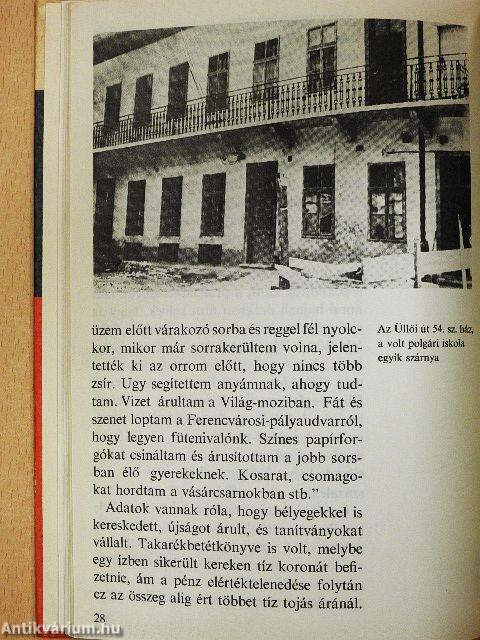 Az Üllői út 54. sz. ház,
a volt polgári iskola
egyik szárnya
üzem előtt várakozó sorba és reggel fél nyolc-
kor, mikor már sorrakerültem volna, jelen-
tették ki az orrom előtt, hogy nincs több
zsír. Ugy segítettem anyámnak, ahogy tud-
tam. Vizet árultam a Világ-moziban. Fát és
szenet loptam a Ferencvárosi-pályaudvarról,
hogy legyen fütenivalónk. Színes papírfor-
gókat csináltam és árusítottam a jobb sors-
ban élő gyerekeknek. Kosarat, csomago-
kat hordtam a vásárcsarnokban stb.”
Adatok vannak róla, hogy bélyegekkel is
kereskedett, újságot árult, és tanítványokat
vállalt. Takarékbetétkönyve is volt, melybe
egy ízben sikerült kereken tíz koronát befi-
zetnie, ám a pénz elértéktelenedése folytán
ez az összeg alig ért többet tíz tojás áránál.
28
Antikvárium.hu